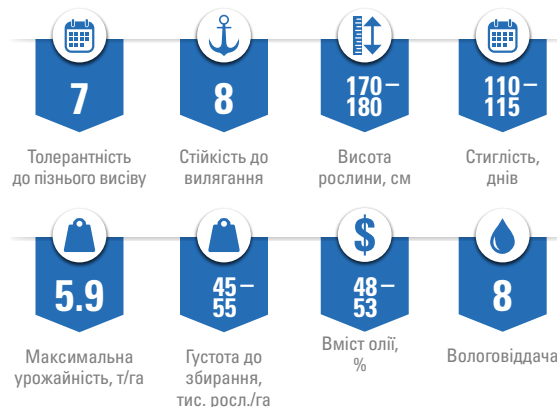 7
8
170–
180
110–
115
Толерантність
до пізнього висіву
Стійкість до
вилягання
Висота
рослини, см
Стиглість,
днів
5.9
45–
55
$
48–
53
8
Максимальна
урожайність, т/га
Густота до
збирання,
тис. росл./га
Вміст олії,
%
Вологовіддача